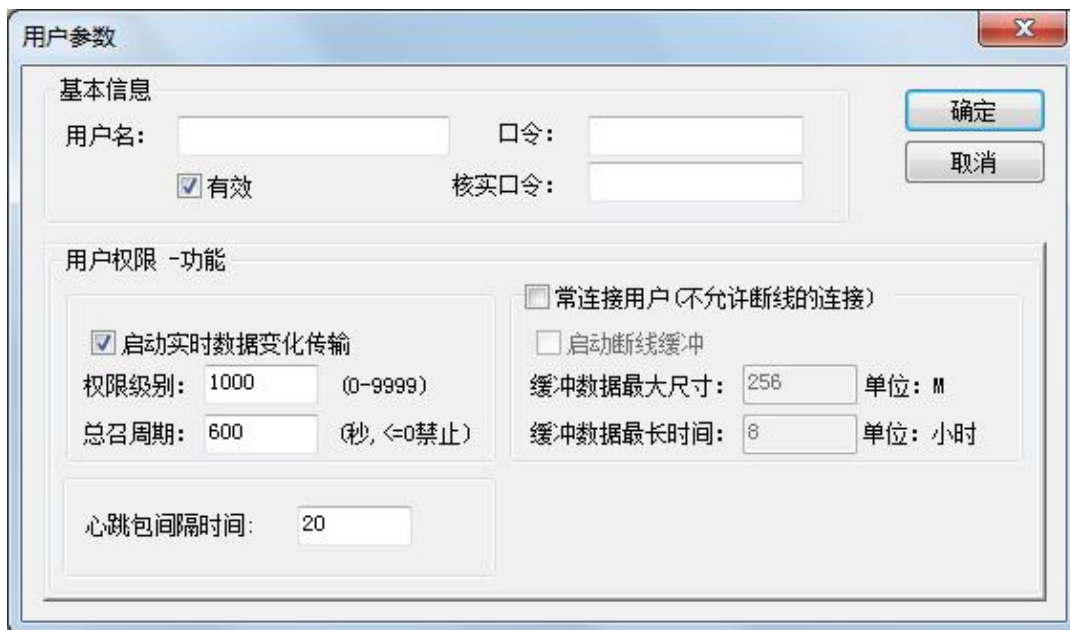 用户参数
基本信息
确定
用户名:
口令:
取消
有效
核实口令:
用户权限 -功能
常连接用户(不允许断线的连接)
启动实时数据变化传输
启动断线缓冲
权限级别: 1000 (0-9999)
缓冲数据最大尺寸: 256 单位: M
总召周期: 600 (秒,<=0禁止)
缓冲数据最长时间: 8 单位: 小时
心跳包间隔时间: 20